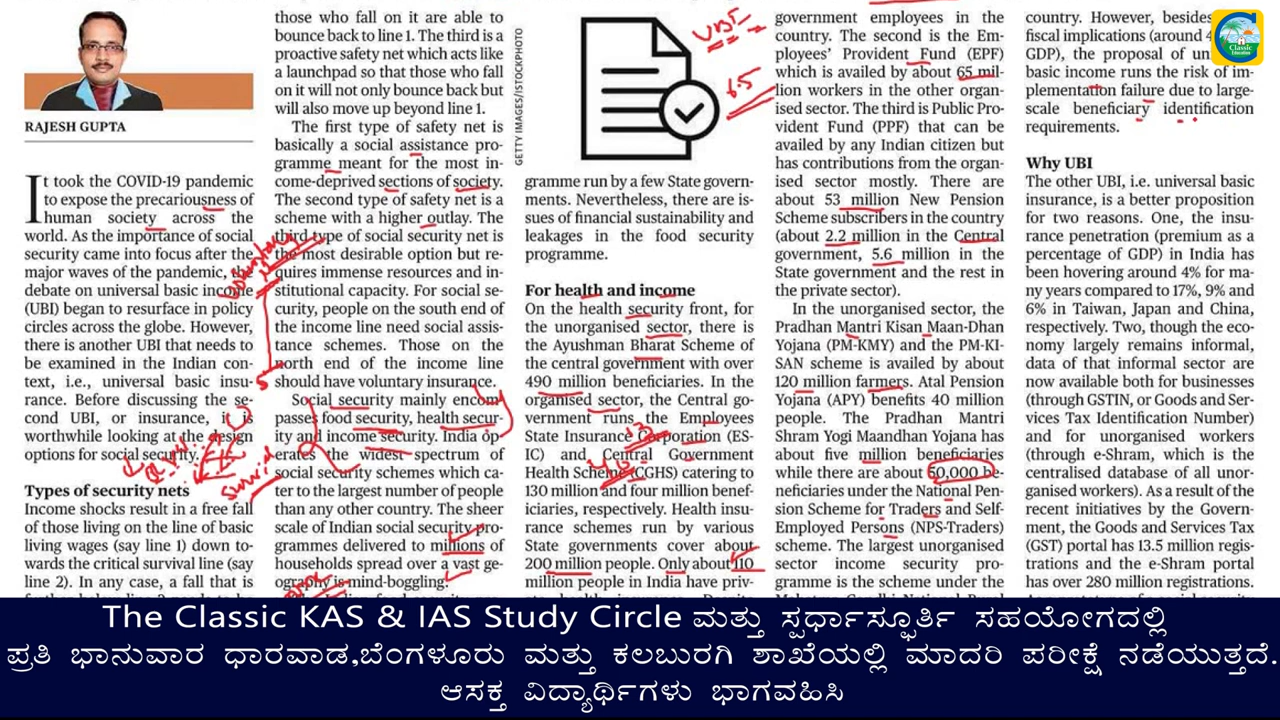 RAJESH GUPTA
It took the COVID-19 pandemic
to expose the precariousness of
human society across the
world. As the importance of social
security came into focus after the
major waves of the pandemic, the
debate on universal basic income
(UBI) began to resurface in policy
circles across the globe. However,
there is another UBI that needs to
be examined in the Indian con-
text, i.e., universal basic insu-
rance. Before discussing the se-
cond UBI, or insurance, it is
worthwhile looking at the design
options for social security.
Types of security nets
Income shocks result in a free fall
of those living on the line of basic
living wages (say line 1) down to-
wards the critical survival line (say
line 2). In any case, a fall that is
those who fall on it are able to
bounce back to line 1. The third is a
proactive safety net which acts like
a launchpad so that those who fall
on it will not only bounce back but
will also move up beyond line 1.
The first type of safety net is
basically a social assistance pro-
gramme meant for the most in-
come-deprived sections of society.
The second type of safety net is a
scheme with a higher outlay. The
third type of social security net is
the most desirable option but re-
quires immense resources and in-
stitutional capacity. For social se-
curity, people on the south end of
the income line need social assis-
tance schemes. Those on the
north end of the income line
should have voluntary insurance.
Social security mainly encom-
passes food security, health secur-
ity and income security. India op-
erates the widest spectrum of
social security schemes which ca-
ter to the largest number of people
than any other country. The sheer
scale of Indian social security pro-
grammes delivered to millions of
households spread over a vast ge-
ography is mind-boggling.
GETTY IMAGES/ISTOCKPHOTO
UBI
6.5
gramme run by a few State govern-
ments. Nevertheless, there are is-
sues of financial sustainability and
leakages in the food security
programme.
For health and income
On the health security front, for
the unorganised sector, there is
the Ayushman Bharat Scheme of
the central government with over
490 million beneficiaries. In the
organised sector, the Central go-
vernment runs the Employees
State Insurance Corporation (ES-
IC) and Central Government
Health Scheme (CGHS) catering to
130 million and four million benef-
iciaries, respectively. Health insu-
rance schemes run by various
State governments cover about
200 million people. Only about 110
million people in India have priv-
government employees in the
country. The second is the Em-
ployees' Provident Fund (EPF)
which is availed by about 65 mil-
lion workers in the other organ-
ised sector. The third is Public Pro-
vident Fund (PPF) that can be
availed by any Indian citizen but
has contributions from the organ-
ised sector mostly. There are
about 53 million New Pension
Scheme subscribers in the country
(about 2.2 million in the Central
government, 5.6 million in the
State government and the rest in
the private sector).
In the unorganised sector, the
Pradhan Mantri Kisan Maan-Dhan
Yojana (PM-KMY) and the PM-KI-
SAN scheme is availed by about
120 million farmers. Atal Pension
Yojana (APY) benefits 40 million
people. The Pradhan Mantri
Shram Yogi Maandhan Yojana has
about five million beneficiaries
while there are about 50,000 be-
neficiaries under the National Pen-
sion Scheme for Traders and Self-
Employed Persons (NPS-Traders)
scheme. The largest unorganised
sector income security pro-
gramme is the scheme under the
country. However, besides
fiscal implications (around 4
GDP), the proposal of un
basic income runs the risk of im-
plementation failure due to large-
scale beneficiary identification
requirements.
Why UBI
The other UBI, i.e. universal basic
insurance, is a better proposition
for two reasons. One, the insu-
rance penetration (premium as a
percentage of GDP) in India has
been hovering around 4% for ma-
ny years compared to 17%, 9% and
6% in Taiwan, Japan and China,
respectively. Two, though the eco-
nomy largely remains informal,
data of that informal sector are
now available both for businesses
(through GSTIN, or Goods and Ser-
vices Tax Identification Number)
and for unorganised workers
(through e-Shram, which is the
centralised database of all unor-
ganised workers). As a result of the
recent initiatives by the Govern-
ment, the Goods and Services Tax
(GST) portal has 13.5 million regis-
trations and the e-Shram portal
has over 280 million registrations.
Classic
Education
The Classic KAS & IAS Study Circle ಮತ್ತು ಸ್ಪರ್ಧಾಸ್ಫೂರ್ತಿ ಸಹಯೋಗದಲ್ಲಿ
ಪ್ರತಿ ಭಾನುವಾರ ಧಾರವಾಡ,ಬೆಂಗಳೂರು ಮತ್ತು ಕಲಬುರಗಿ ಶಾಖೆಯಲ್ಲಿ ಮಾದರಿ ಪರೀಕ್ಷೆ ನಡೆಯುತ್ತದೆ.
ಆಸಕ್ತ ವಿದ್ಯಾರ್ಥಿಗಳು ಭಾಗವಹಿಸಿ